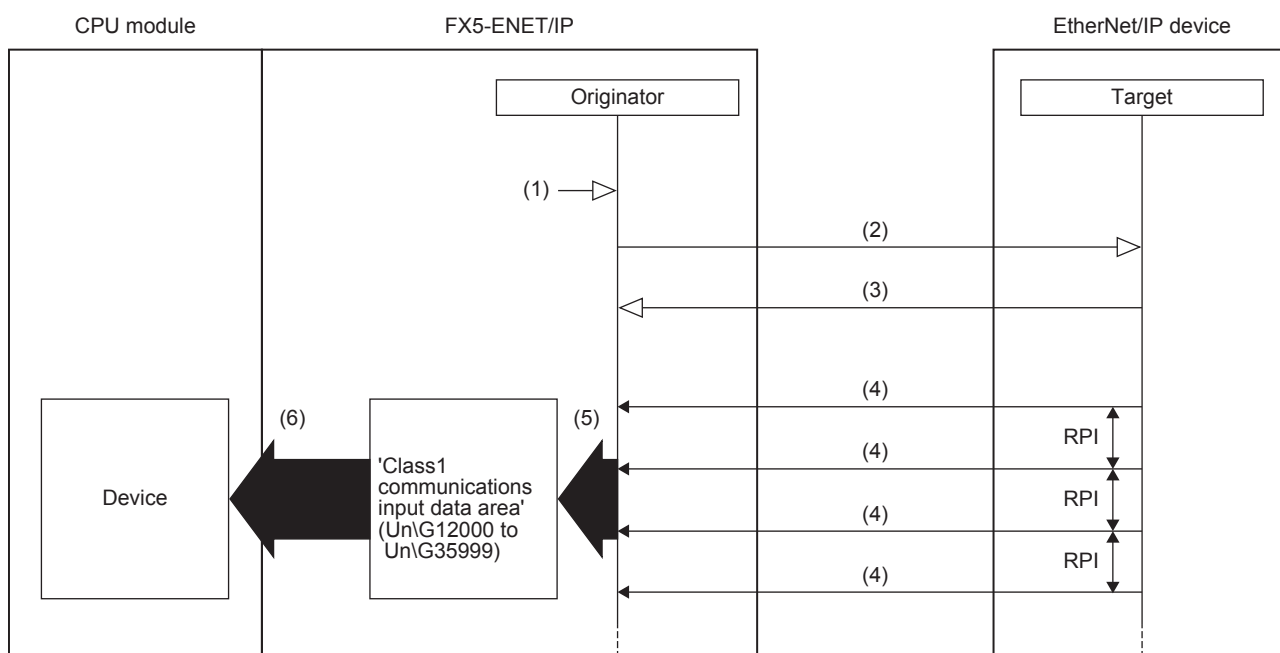 CPU module
FX5-ENET/IP
EtherNet/IP device
Originator
Target
(1)
(2)
(3)
(4)
RPI
(4)
RPI
(4)
RPI
(4)
(5)
(6)
Device
'Class1
communications
input data area'
(Un\G12000 to
Un\G35999)